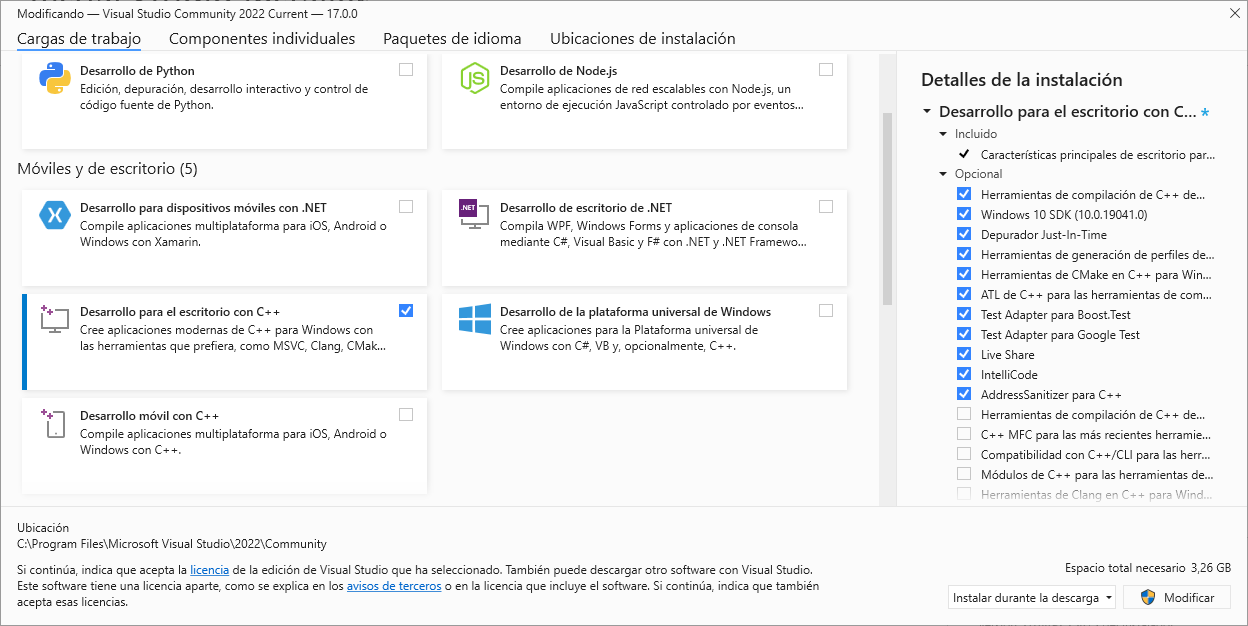 Modificando — Visual Studio Community 2022 Current — 17.0.0
Cargas de trabajo
Componentes individuales
Paquetes de idioma
Ubicaciones de instalación
Desarrollo de Python
Edición, depuración, desarrollo interactivo y control de
código fuente de Python.
JS
Desarrollo de Node.js
Compile aplicaciones de red escalables con Node.js, un
entorno de ejecución JavaScript controlado por eventos...
Móviles y de escritorio (5)
Desarrollo para dispositivos móviles con .NET
Compile aplicaciones multiplataforma para iOS, Android o
Windows con Xamarin.
.NET
Desarrollo de escritorio de .NET
Compila WPF, Windows Forms y aplicaciones de consola
mediante C#, Visual Basic y F# con .NET y .NET Framewo...
Desarrollo para el escritorio con C++
Cree aplicaciones modernas de C++ para Windows con
las herramientas que prefiera, como MSVC, Clang, CMak...
Desarrollo de la plataforma universal de Windows
Cree aplicaciones para la Plataforma universal de
Windows con C#, VB y, opcionalmente, C++.
Desarrollo móvil con C++
Compile aplicaciones multiplataforma para iOS, Android o
Windows con C++.
Detalles de la instalación
Desarrollo para el escritorio con C... *
Incluido
Características principales de escritorio par...
Opcional
Herramientas de compilación de C++ de...
Windows 10 SDK (10.0.19041.0)
Depurador Just-In-Time
Herramientas de generación de perfiles de...
Herramientas de CMake en C++ para Win...
ATL de C++ para las herramientas de com...
Test Adapter para Boost.Test
Test Adapter para Google Test
Live Share
IntelliCode
AddressSanitizer para C++
Herramientas de compilación de C++ de...
C++ MFC para las más recientes herramie...
Compatibilidad con C++/CLI para las herr...
Módulos de C++ para las herramientas de...
Herramientas de Clang en C++ para Wind...
Ubicación
C:\Program Files\Microsoft Visual Studio\2022\Community
Si continúa, indica que acepta la licencia de la edición de Visual Studio que ha seleccionado. También puede descargar otro software con Visual Studio.
Este software tiene una licencia aparte, como se explica en los avisos de terceros o en la licencia que incluye el software. Si continúa, indica que también
acepta esas licencias.
Espacio total necesario 3,26 GB
Instalar durante la descarga
Modificar